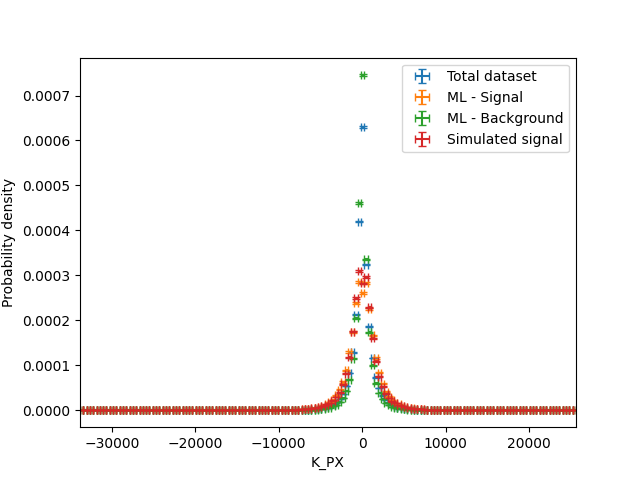 Total dataset
ML - Signal
ML - Background
Simulated signal
0.0007
0.0006
0.0005
0.0004
0.0003
0.0002
0.0001
0.0000
Probability density
−30000 −20000 −10000 0 10000 20000
K_PX